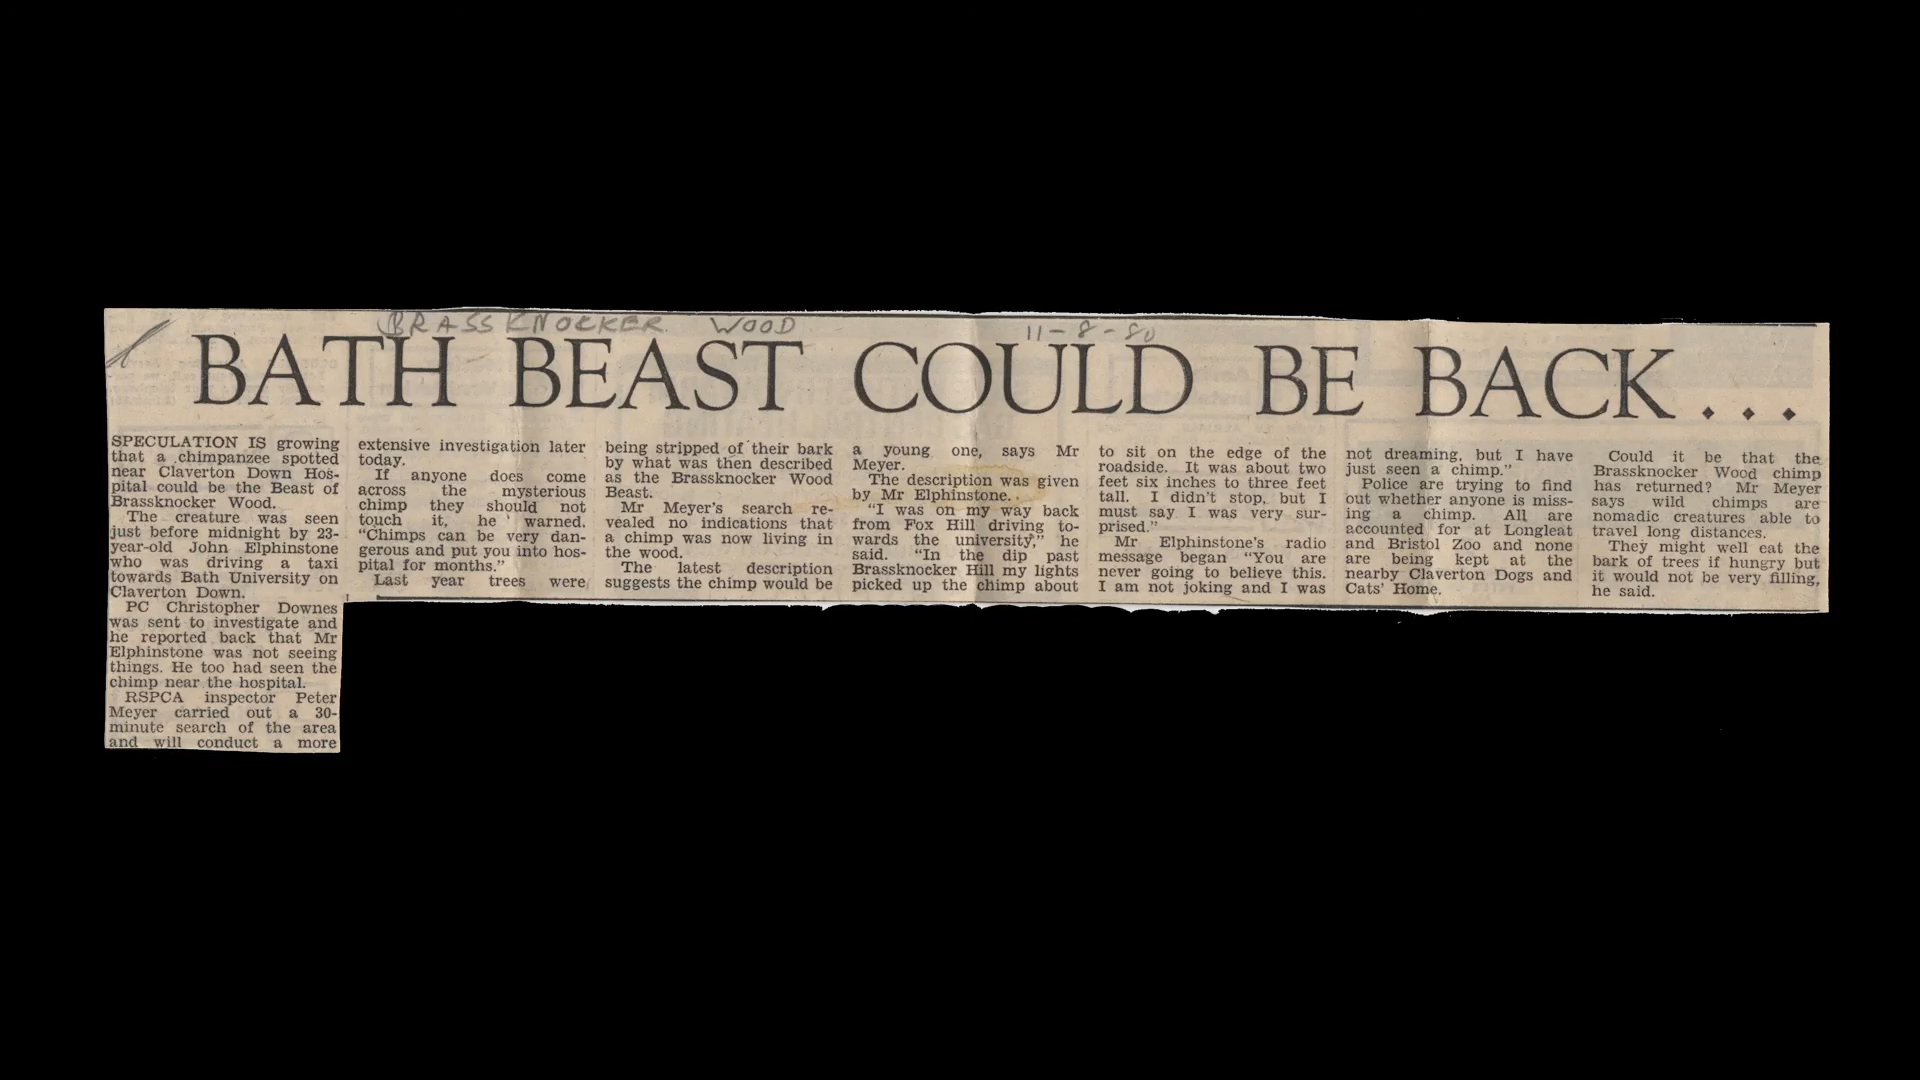 BRASSKNOCKER WOOD 11-8-80
BATH BEAST COULD BE BACK...
SPECULATION IS growing
that a chimpanzee spotted
near Claverton Down Hos-
pital could be the Beast of
Brassknocker Wood.
The creature was seen
just before midnight by 23-
year-old John Elphinstone
who was driving a taxi
towards Bath University on
Claverton Down.
PC Christopher Downes
was sent to investigate and
he reported back that Mr
Elphinstone was not seeing
things. He too had seen the
chimp near the hospital.
RSPCA inspector Peter
Meyer carried out a 30-
minute search of the area
and will conduct a more
extensive investigation later
today.
If anyone does come
across the mysterious
chimp they should not
touch it, he warned.
"Chimps can be very dan-
gerous and put you into hos-
pital for months."
Last year trees were
being stripped of their bark
by what was then described
as the Brassknocker Wood
Beast.
Mr Meyer's search re-
vealed no indications that
a chimp was now living in
the wood.
The latest description
suggests the chimp would be
a young one, says Mr
Meyer.
The description was given
by Mr Elphinstone.
"I was on my way back
from Fox Hill driving to-
wards the university," he
said. "In the dip past
Brassknocker Hill my lights
picked up the chimp about
to sit on the edge of the
roadside. It was about two
feet six inches to three feet
tall. I didn't stop, but I
must say I was very sur-
prised."
Mr Elphinstone's radio
message began "You are
never going to believe this.
I am not joking and I was
not dreaming, but I have
just seen a chimp."
Police are trying to find
out whether anyone is miss-
ing a chimp. All are
accounted for at Longleat
and Bristol Zoo and none
are being kept at the
nearby Claverton Dogs and
Cats' Home.
Could it be that the
Brassknocker Wood chimp
has returned? Mr Meyer
says wild chimps are
nomadic creatures able to
travel long distances.
They might well eat the
bark of trees if hungry but
it would not be very filling,
he said.